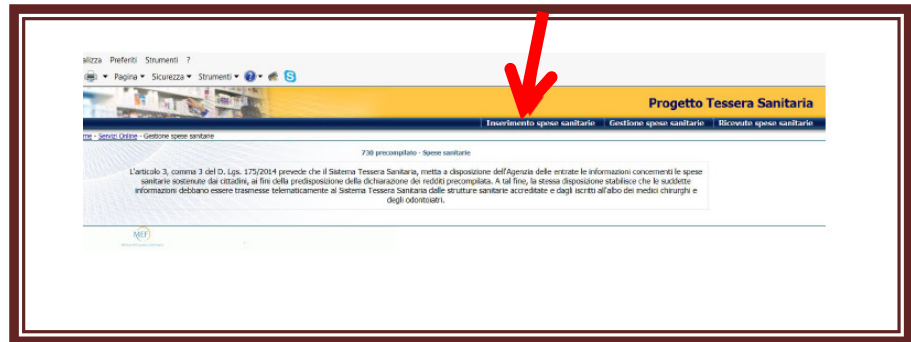 alizza Preferiti Strumenti ?
Pagina Sicurezza Strumenti
Progetto Tessera Sanitaria
Inserimento spese sanitarie Gestione spese sanitarie Ricevute spese sanitarie
me - Servizi Online - Gestione spese sanitarie
730 precompilato - Spese sanitarie
L'articolo 3, comma 3 del D. Lgs. 175/2014 prevede che il Sistema Tessera Sanitaria, metta a disposizione dell'Agenzia delle entrate le informazioni concernenti le spese
sanitarie sostenute dai cittadini, ai fini della predisposizione della dichiarazione dei redditi precompilata. A tal fine, la stessa disposizione stabilisce che le suddette
informazioni debbano essere trasmesse telematicamente al Sistema Tessera Sanitaria dalle strutture sanitarie accreditate e dagli iscritti all'albo dei medici chirurghi e
degli odontoiatri.
MEF